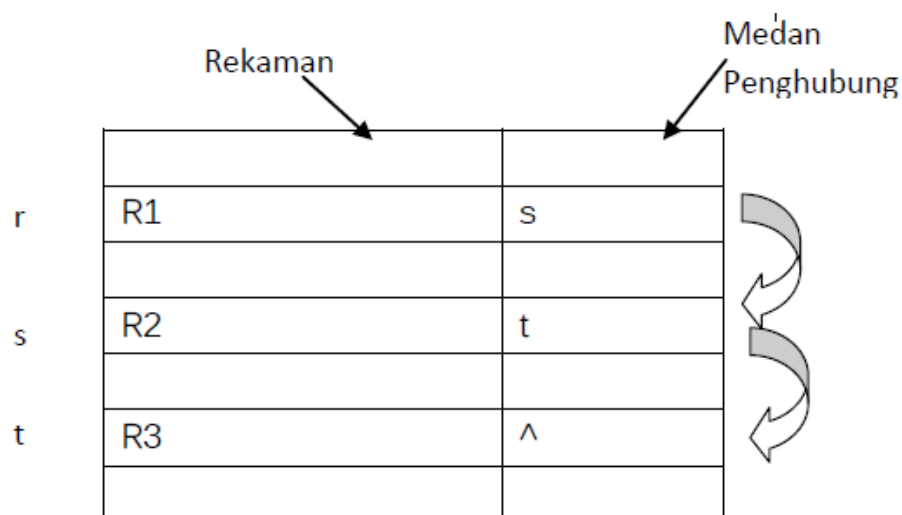 Rekaman
Medan
Penghubung
r R1 s
s R2 t
t R3 ^